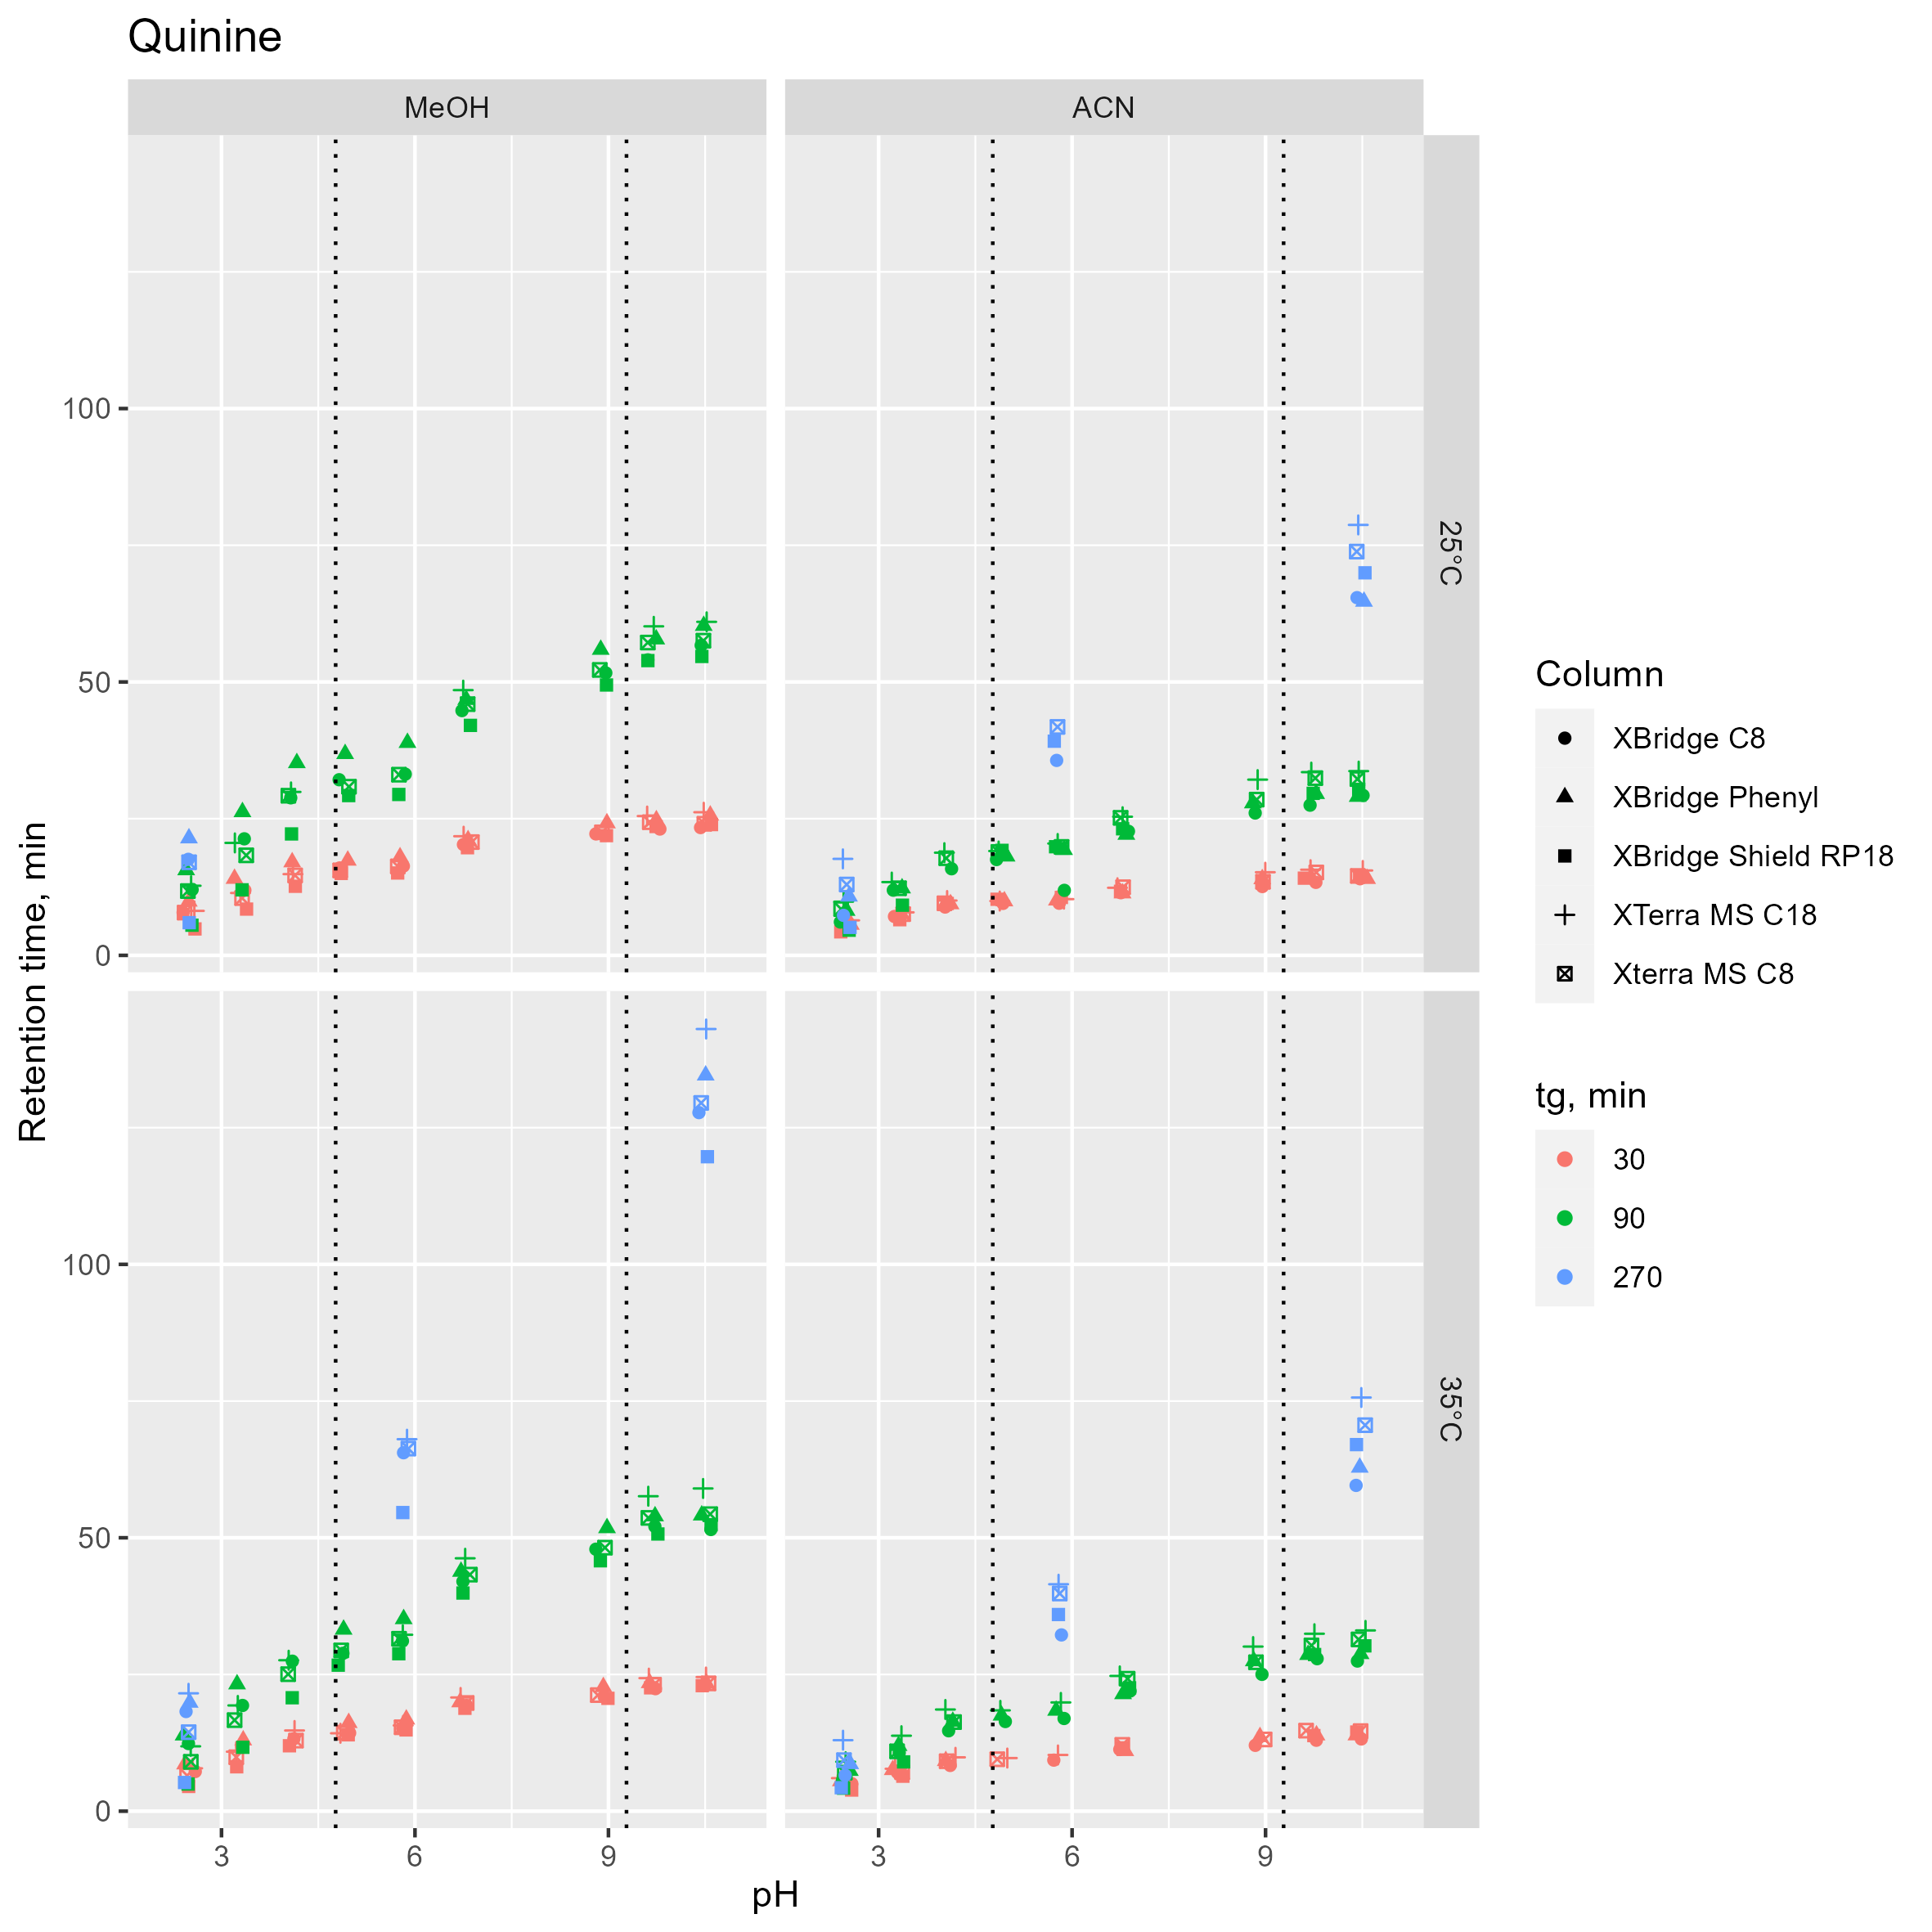 Quinine
MeOH
ACN
25°C
35°C
100
50
0
100
50
0
Retention time, min
3
6
9
3
6
9
pH
Column
XBridge C8
XBridge Phenyl
XBridge Shield RP18
XTerra MS C18
Xterra MS C8
tg, min
30
90
270